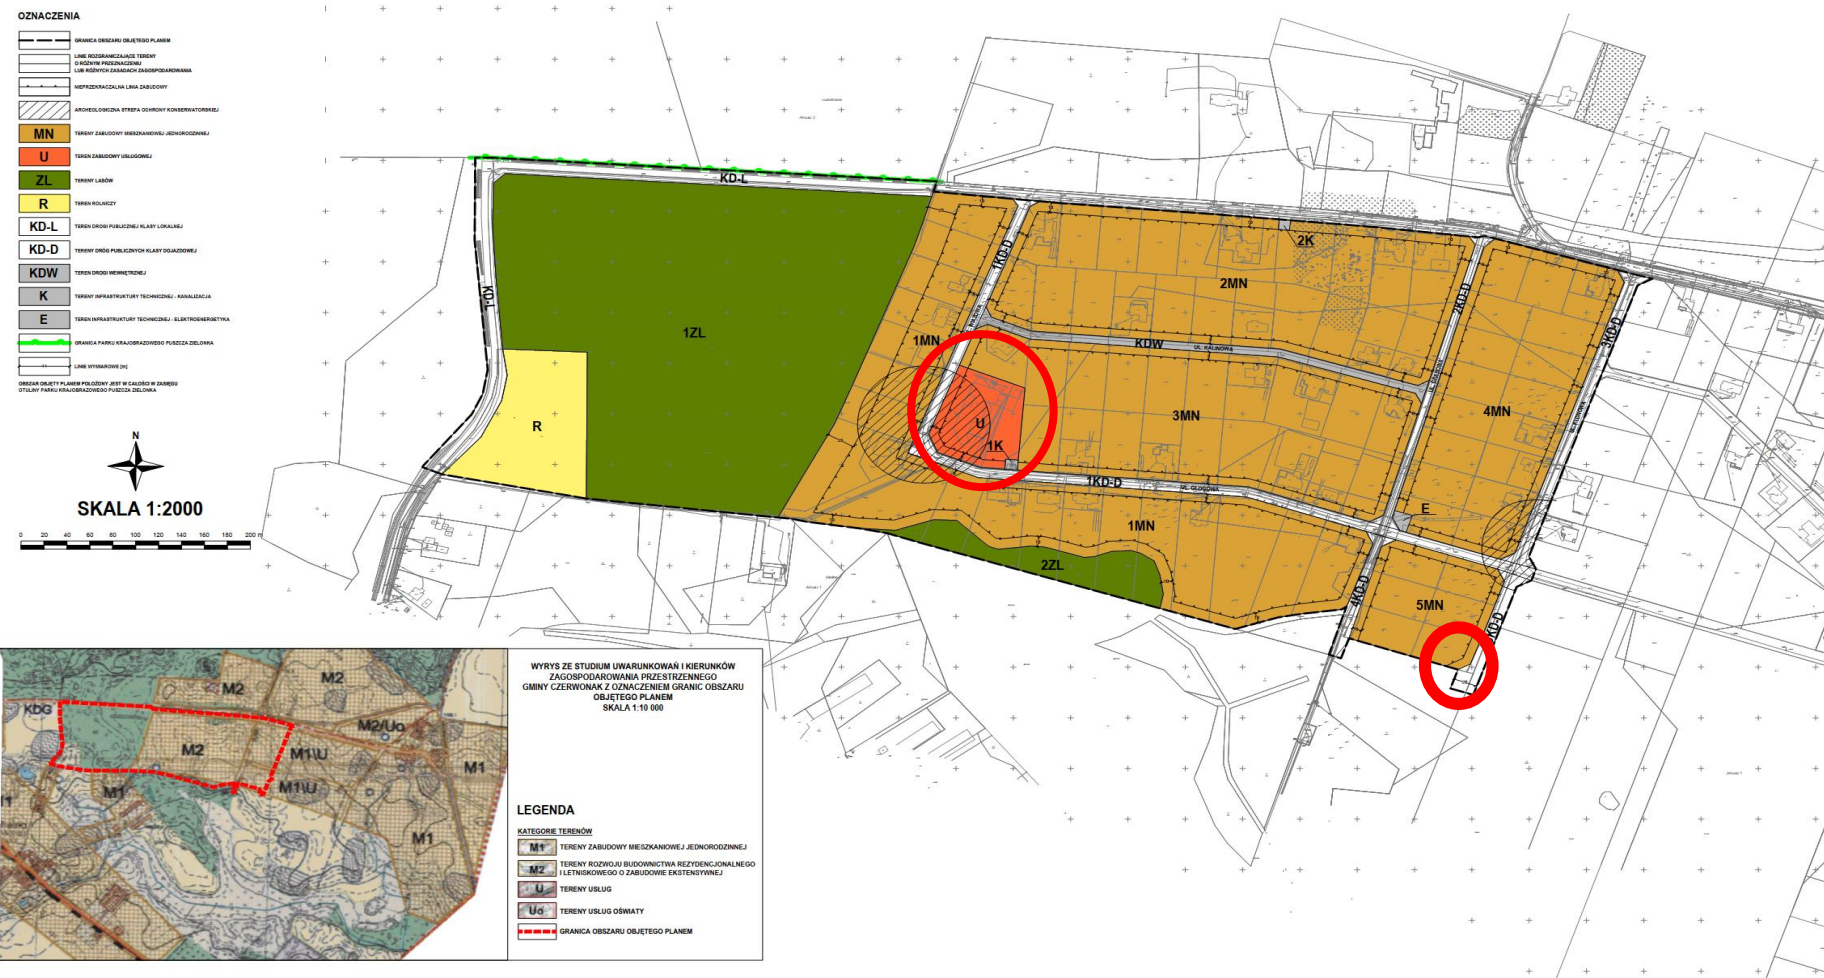 OZNACZENIA
GRANICA OBSZARU OBJĘTEGO PLANEM
LINIE ROZGRANICZAJĄCE TERENY
O RÓŻNYM PRZEZNACZENIU
LUB RÓŻNYCH ZASADACH ZAGOSPODAROWANIA
NIEPRZEKRACZALNA LINIA ZABUDOWY
ARCHEOLOGICZNA STREFA OCHRONY KONSERWATORSKIEJ
MN TERENY ZABUDOWY MIESZKANIOWEJ JEDNORODZINNEJ
U TEREN ZABUDOWY USŁUGOWEJ
ZL TERENY LASÓW
R TEREN ROLNICZY
KD-L TEREN DROGI PUBLICZNEJ KLASY LOKALNEJ
KD-D TERENY DRÓG PUBLICZNYCH KLASY DOJAZDOWEJ
KDW TEREN DROGI WEWNĘTRZNEJ
K TERENY INFRASTRUKTURY TECHNICZNEJ - KANALIZACJA
E TEREN INFRASTRUKTURY TECHNICZNEJ - ELEKTROENERGETYKA
GRANICA PARKU KRAJOBRAZOWEGO PUSZCZA ZIELONKA
11 LINIE WYMIAROWE [m]
OBSZAR OBJĘTY PLANEM POŁOŻONY JEST W CAŁOŚCI W ZASIĘGU
OTULINY PARKU KRAJOBRAZOWEGO PUSZCZA ZIELONKA
N
SKALA 1:2000
0 20 40 60 80 100 120 140 160 180 200 m
KD-L
KD-L
1ZL
R
1KD-D
1MN
2K
2MN
2KD-D
3KD-D
KDW
UL. KALINOWA
3MN
4MN
U
1K
1KD-D
UL. GŁOGOWA
1MN
E
2ZL
4KD-D
5MN
KD-D
WYRYS ZE STUDIUM UWARUNKOWAŃ I KIERUNKÓW
ZAGOSPODAROWANIA PRZESTRZENNEGO
GMINY CZERWONAK Z OZNACZENIEM GRANIC OBSZARU
OBJĘTEGO PLANEM
SKALA 1:10 000
KDG
M2
M2
M2/Uo
M2
M1\U
M1
M1
M1\U
M1
LEGENDA
KATEGORIE TERENÓW
M1 TERENY ZABUDOWY MIESZKANIOWEJ JEDNORODZINNEJ
M2 TERENY ROZWOJU BUDOWNICTWA REZYDENCJONALNEGO
I LETNISKOWEGO O ZABUDOWIE EKSTENSYWNEJ
U TERENY USŁUG
Uo TERENY USŁUG OŚWIATY
GRANICA OBSZARU OBJĘTEGO PLANEM